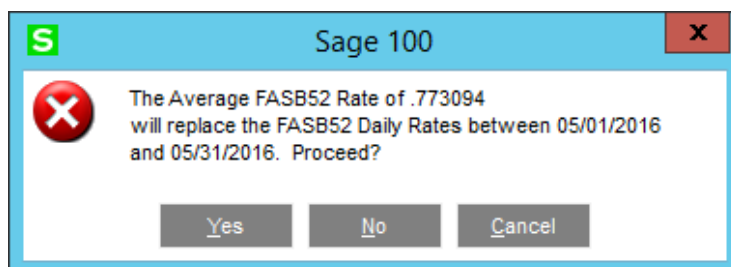 S
Sage 100
x
The Average FASB52 Rate of .773094
will replace the FASB52 Daily Rates between 05/01/2016
and 05/31/2016. Proceed?
Yes
No
Cancel